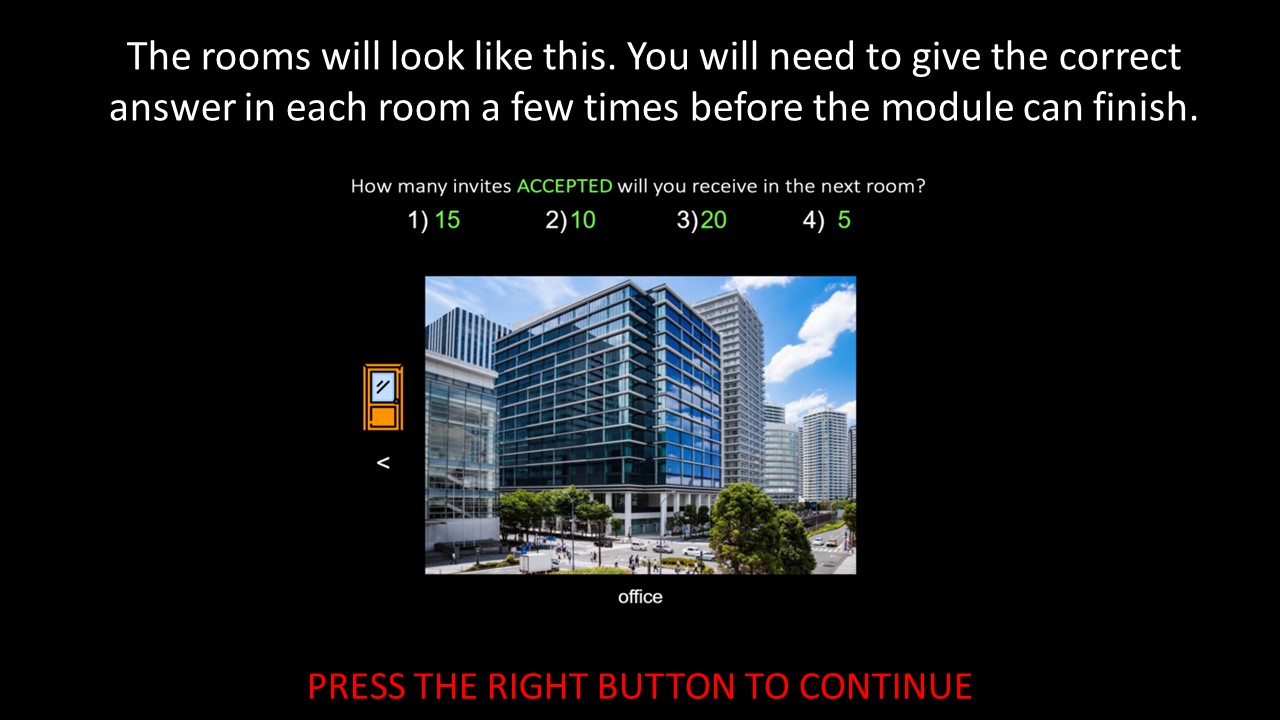 The rooms will look like this. You will need to give the correct
answer in each room a few times before the module can finish.
How many invites ACCEPTED will you receive in the next room?
1) 15 2) 10 3) 20 4) 5
<
office
PRESS THE RIGHT BUTTON TO CONTINUE